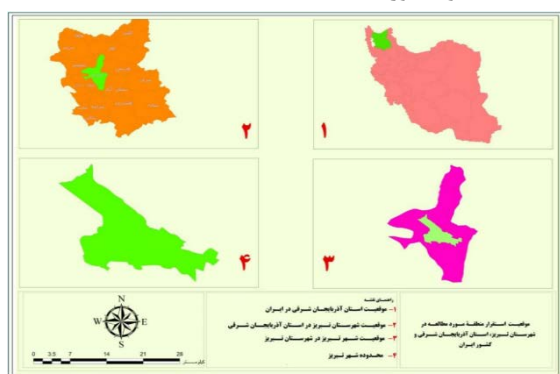 ۲
۱
۴
۳
راهنمای نقشه
۱- موقعیت استان آذربایجان شرقی در ایران
۲- موقعیت شهرستان تبریز در استان آذربایجان شرقی
۳- موقعیت شهر تبریز در شهرستان تبریز
۴- محدوده شهر تبریز
موقعیت استقرار منطقهٔ مورد مطالعه در
شهرستان تبریز، استان آذربایجان شرقی و
کشور ایران
N
W E
S
0 3.5 7 14 21 28
کیلومتر